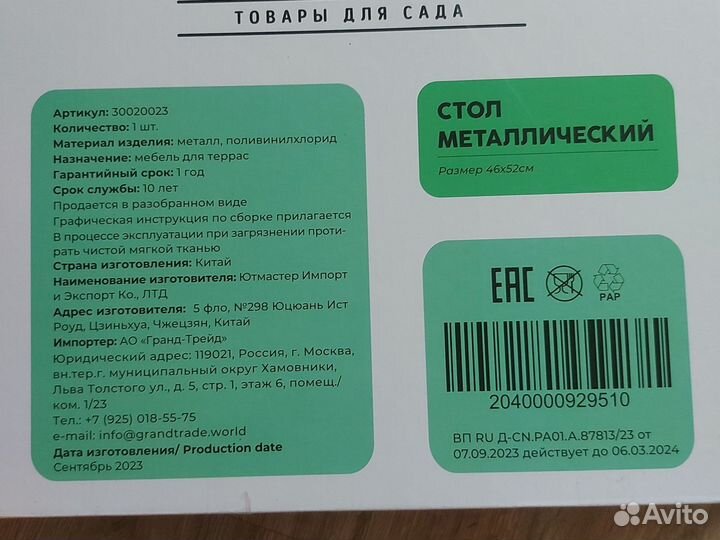 ТОВАРЫ ДЛЯ САДА
Артикул: 30020023
Количество: 1 шт.
Материал изделия: металл, поливинилхлорид
Назначение: мебель для террас
Гарантийный срок: 1 год
Срок службы: 10 лет
Продается в разобранном виде
Графическая инструкция по сборке прилагается
В процессе эксплуатации при загрязнении проти-
рать чистой мягкой тканью
Страна изготовления: Китай
Наименование изготовителя: Ютмастер Импорт
и Экспорт Ко., ЛТД
Адрес изготовителя: 5 фло, №298 Юцюань Ист
Роуд, Цзиньхуа, Чжецзян, Китай
Импортер: АО «Гранд-Трейд»
Юридический адрес: 119021, Россия, г. Москва,
вн.тер.г. муниципальный округ Хамовники,
Льва Толстого ул., д. 5, стр. 1, этаж 6, помещ./
ком. 1/23
Тел.: +7 (925) 018-55-75
e-mail: info@grandtrade.world
Дата изготовления/ Production date
Сентябрь 2023
СТОЛ
МЕТАЛЛИЧЕСКИЙ
Размер 46х52см
ЕАС
PAP
2040000929510
ВП RU Д-CN.РА01.А.87813/23 от
07.09.2023 действует до 06.03.2024
Avito